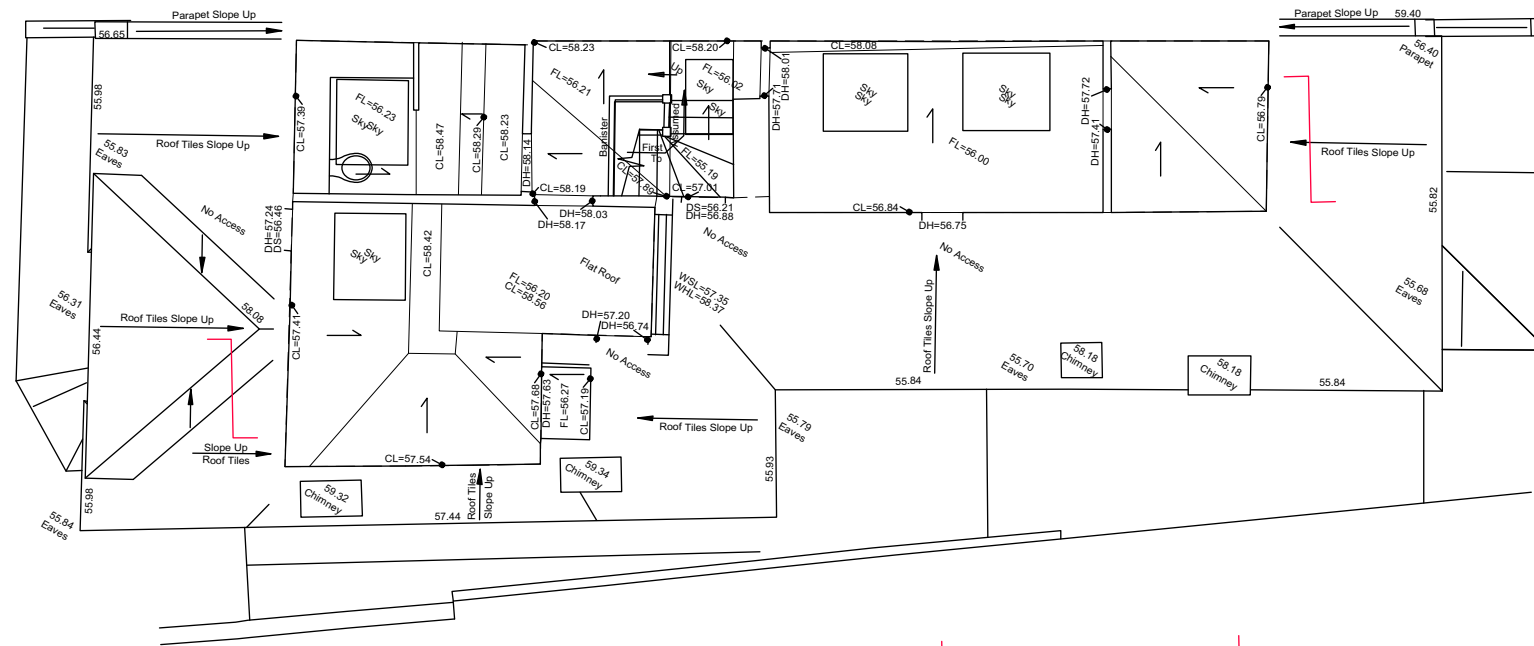 Parapet Slope Up
56.65
Parapet Slope Up
59.40
56.40
Parapet
CL=58.23
CL=58.20
CL=58.08
DH=58.01
DH=57.71
55.98
CL=57.39
FL=56.23
Sky
Sky
CL=58.47
CL=58.29
CL=58.23
DH=58.14
FL=56.21
Up
FL=56.02
Sky
Sky
Sky
Sky
Sky
Sky
FL=56.00
DH=57.72
DH=57.41
CL=56.79
Roof Tiles Slope Up
Roof Tiles Slope Up
55.83
Eaves
Banister
First
To
Assumed
FL=55.19
CL=57.89
CL=57.01
CL=58.19
DH=58.03
DH=58.17
DS=56.21
DH=56.88
CL=56.84
DH=56.75
55.82
No Access
DH=57.24
DS=56.46
Sky
Sky
CL=58.42
Flat Roof
FL=56.20
CL=58.56
No Access
No Access
WSL=57.35
WHL=58.37
Roof Tiles Slope Up
55.68
Eaves
56.31
Eaves
58.08
Roof Tiles Slope Up
CL=57.41
DH=57.20
DH=56.74
No Access
56.44
58.18
Chimney
58.18
Chimney
55.70
Eaves
55.84
55.84
CL=57.68
DH=57.63
FL=56.27
CL=57.19
Roof Tiles Slope Up
55.79
Eaves
Slope Up
Roof Tiles
CL=57.54
59.34
Chimney
59.32
Chimney
Roof Tiles
Slope Up
55.93
55.98
57.44
55.84
Eaves